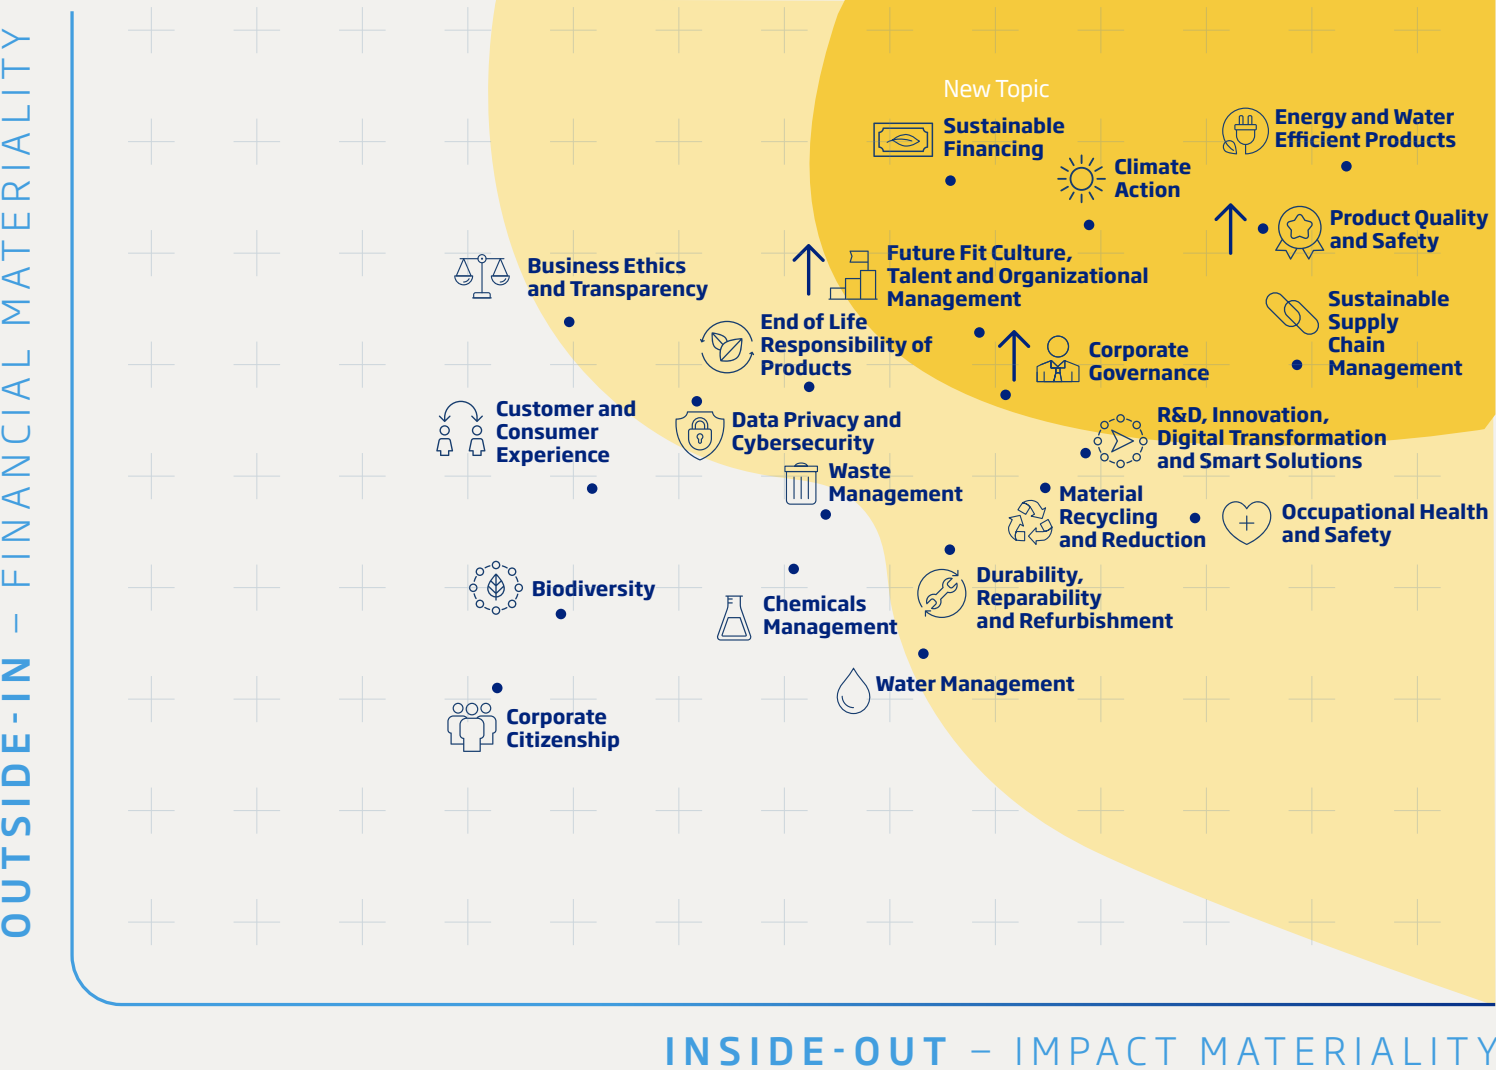 OUTSIDE-IN – FINANCIAL MATERIALITY
New Topic
Sustainable
Financing
Climate
Action
Energy and Water
Efficient Products
Product Quality
and Safety
Business Ethics
and Transparency
Future Fit Culture,
Talent and Organizational
Management
Sustainable
Supply
Chain
Management
End of Life
Responsibility of
Products
Corporate
Governance
Customer and
Consumer
Experience
Data Privacy and
Cybersecurity
R&D, Innovation,
Digital Transformation
and Smart Solutions
Waste
Management
Material
Recycling
and Reduction
Occupational Health
and Safety
Biodiversity
Chemicals
Management
Durability,
Reparability
and Refurbishment
Water Management
Corporate
Citizenship
INSIDE-OUT – IMPACT MATERIALITY